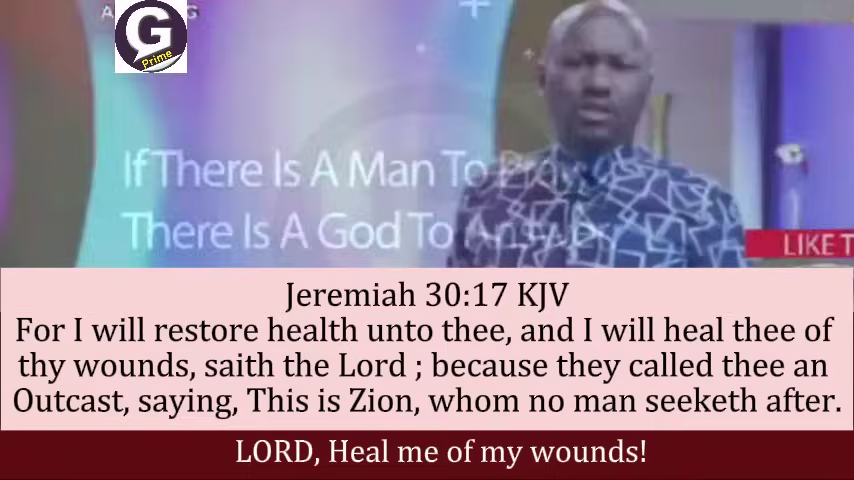 G
Prime
If There Is A Man To Pray
There Is A God To Answer
LIKE T
Jeremiah 30:17 KJV
For I will restore health unto thee, and I will heal thee of
thy wounds, saith the Lord ; because they called thee an
Outcast, saying, This is Zion, whom no man seeketh after.
LORD, Heal me of my wounds!